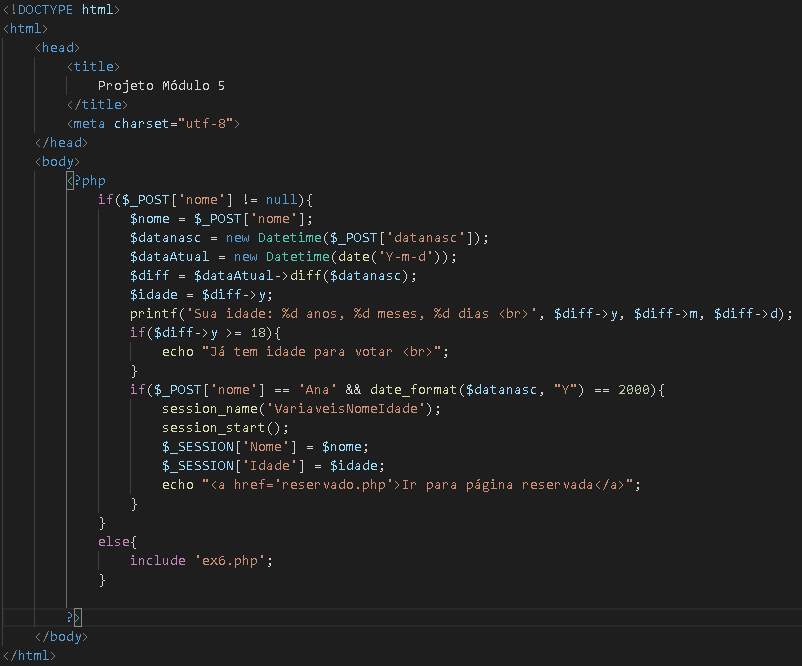 <!DOCTYPE html>
<html>
    <head>
        <title>
            Projeto Módulo 5
        </title>
        <meta charset="utf-8">
    </head>
    <body>
        <?php
            if($_POST['nome'] != null){
                $nome = $_POST['nome'];
                $datanasc = new Datetime($_POST['datanasc']);
                $dataAtual = new Datetime(date('Y-m-d'));
                $diff = $dataAtual->diff($datanasc);
                $idade = $diff->y;
                printf('Sua idade: %d anos, %d meses, %d dias <br>', $diff->y, $diff->m, $diff->d);
                if($diff->y >= 18){
                    echo "Já tem idade para votar <br>";
                }
                if($_POST['nome'] == 'Ana' && date_format($datanasc, "Y") == 2000){
                    session_name('VariaveisNomeIdade');
                    session_start();
                    $_SESSION['Nome'] = $nome;
                    $_SESSION['Idade'] = $idade;
                    echo "<a href='reservado.php'>Ir para página reservada</a>";
                }
            }
            else{
                include 'ex6.php';
            }
        ?>
    </body>
</html>